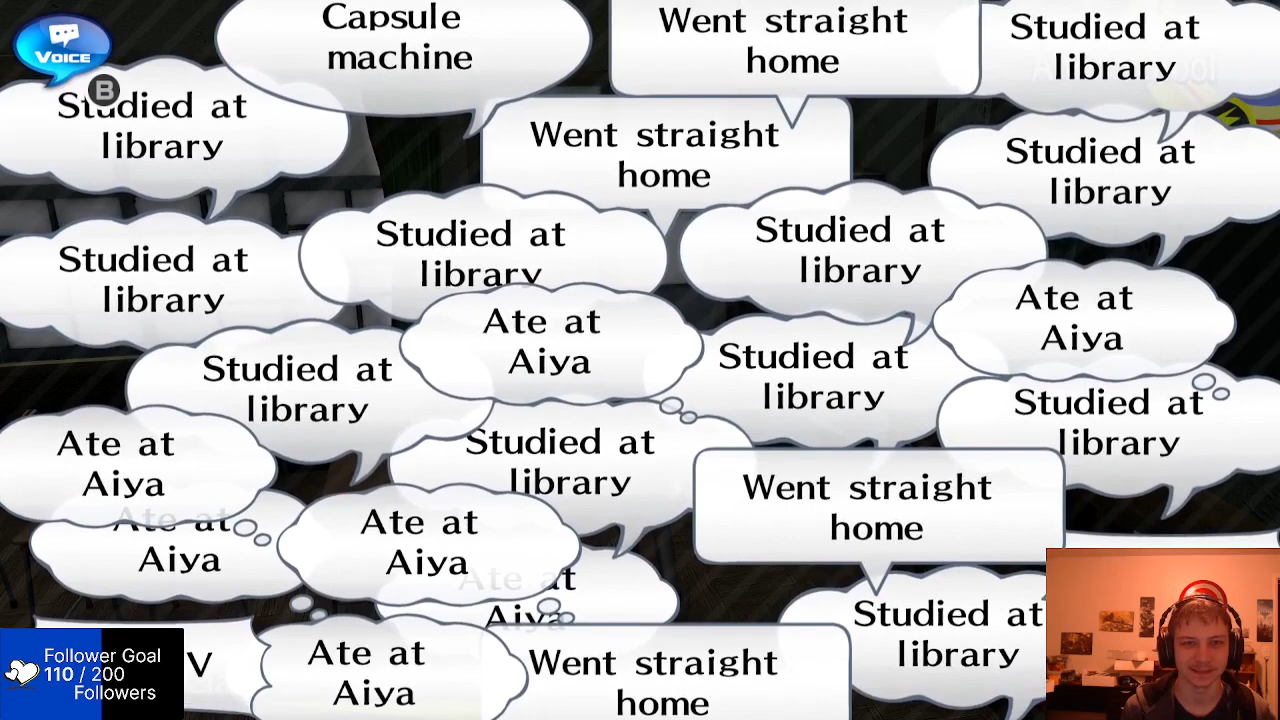 Capsule
machine
Went straight
home
Studied at
library
VOICE
B
Studied at
library
Went straight
home
Studied at
library
Studied at
library
Studied at
library
Studied at
library
Ate at
Aiya
Ate at
Aiya
Studied at
library
Studied at
library
Studied at
library
Ate at
Aiya
Studied at
library
Went straight
home
Ate at
Aiya
Ate at
Aiya
Ate at
Aiya
Studied at
library
Ate at
Aiya
Went straight
home
V
Follower Goal
110 / 200
Followers